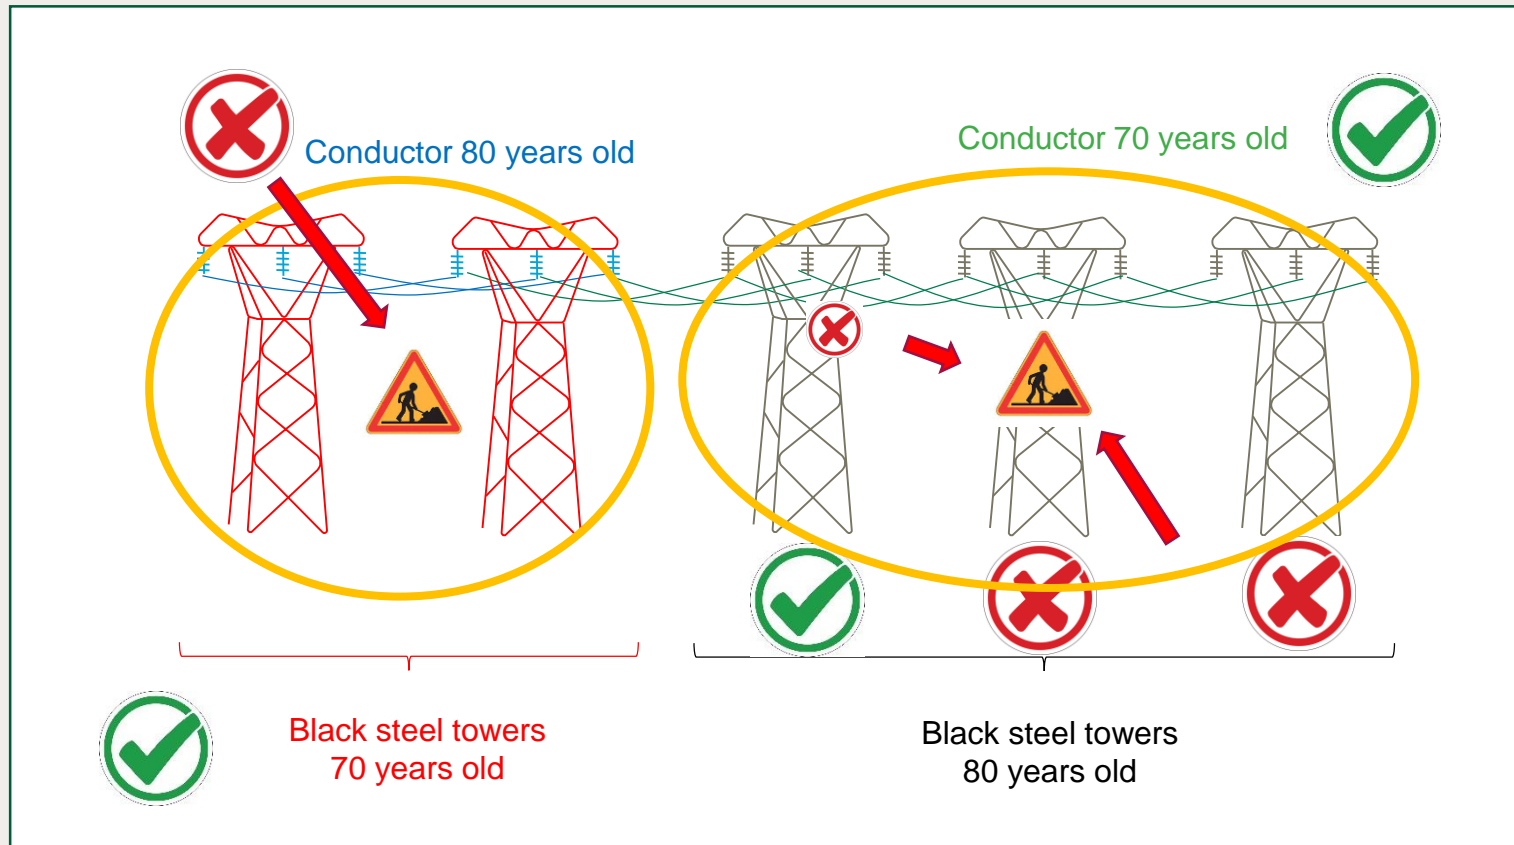 Conductor 80 years old
Conductor 70 years old
Black steel towers
70 years old
Black steel towers
80 years old